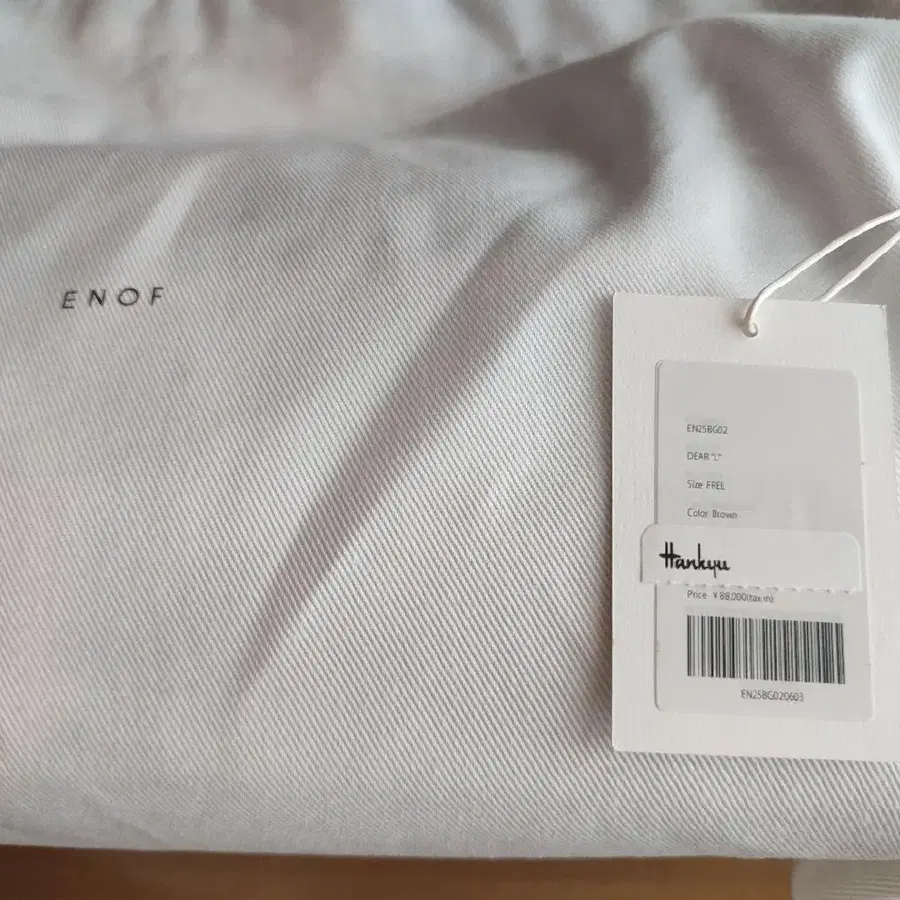 ENOF
EN25BG02
DEAR "L"
Size FREE
Color Brown
Hankyu
Price ¥88,000(tax in)
EN25BG020603